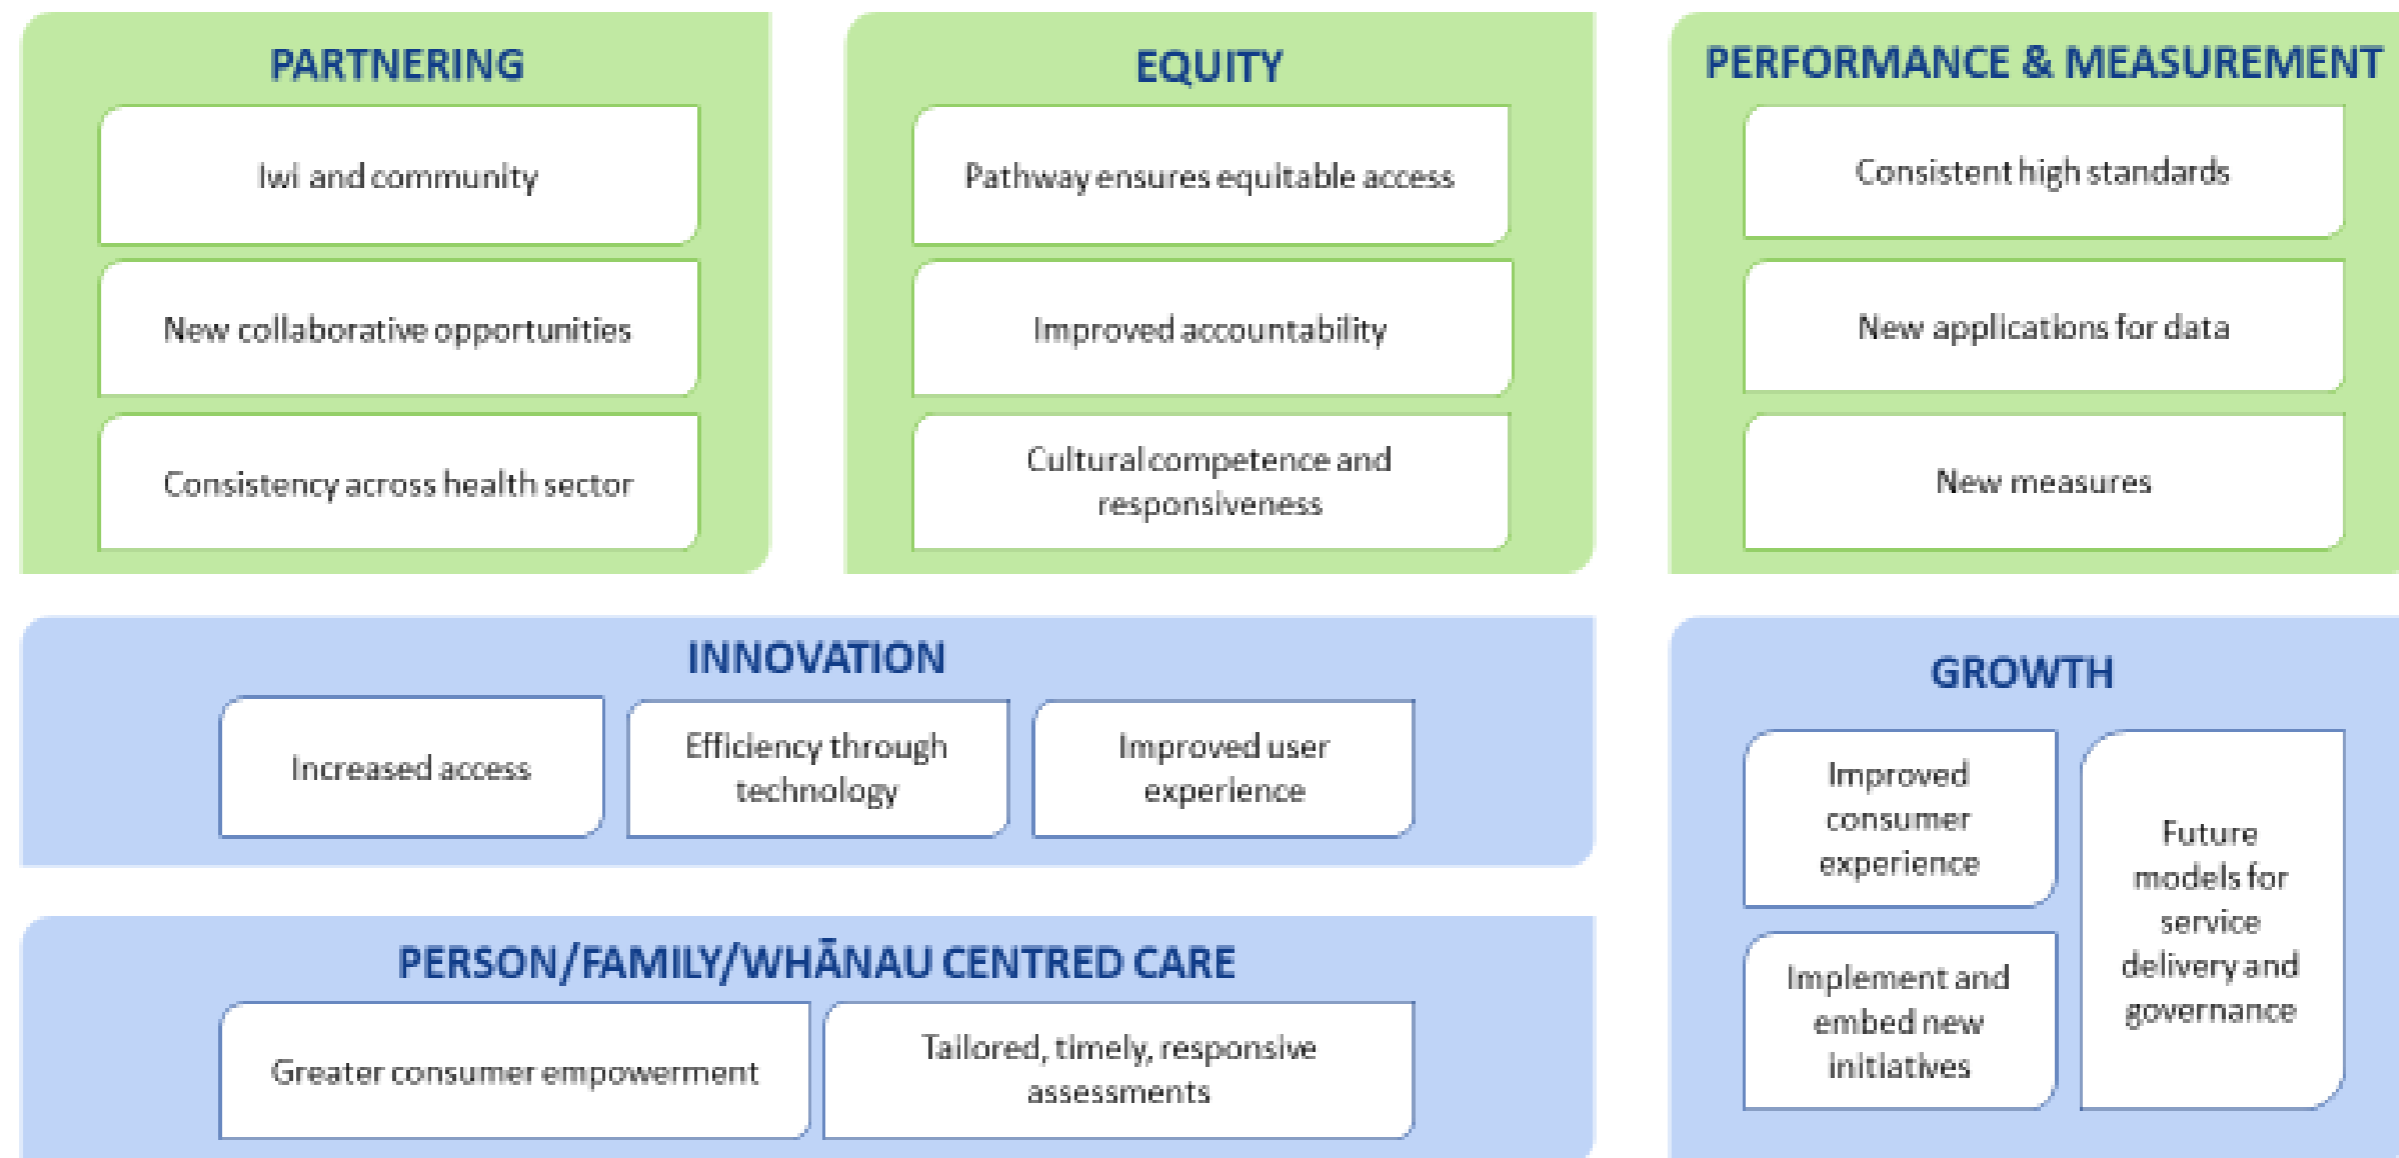 PARTNERING
Iwi and community
New collaborative opportunities
Consistency across health sector
EQUITY
Pathway ensures equitable access
Improved accountability
Cultural competence and
responsiveness
PERFORMANCE & MEASUREMENT
Consistent high standards
New applications for data
New measures
INNOVATION
Increased access
Efficiency through
technology
Improved user
experience
PERSON/FAMILY/WHĀNAU CENTRED CARE
Greater consumer empowerment
Tailored, timely, responsive
assessments
GROWTH
Improved
consumer
experience
Implement and
embed new
initiatives
Future
models for
service
delivery and
governance